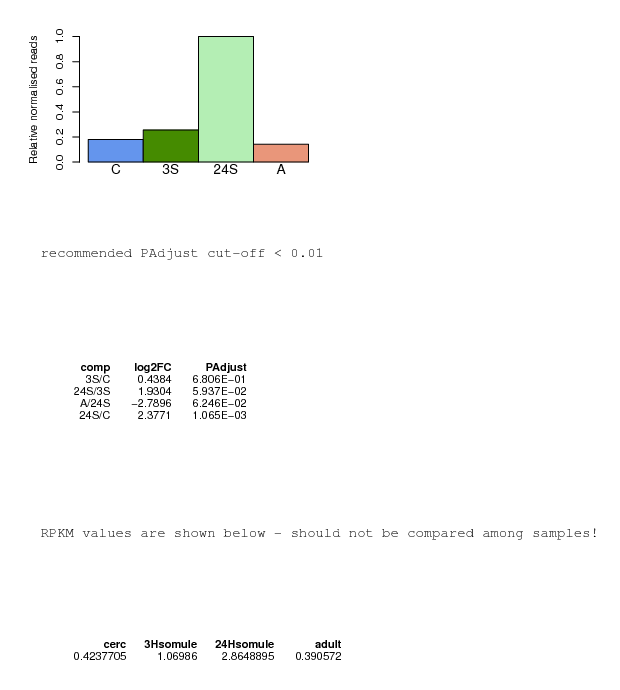 Relative normalised reads
1.0
0.8
0.6
0.4
0.2
0.0
C 3S 24S A
recommended PAdjust cut-off < 0.01
comp log2FC PAdjust
3S/C 0.4384 6.806E−01
24S/3S 1.9304 5.937E−02
A/24S −2.7896 6.246E−02
24S/C 2.3771 1.065E−03
RPKM values are shown below - should not be compared among samples!
cerc 3Hsomule 24Hsomule adult
0.4237705 1.06986 2.8648895 0.390572